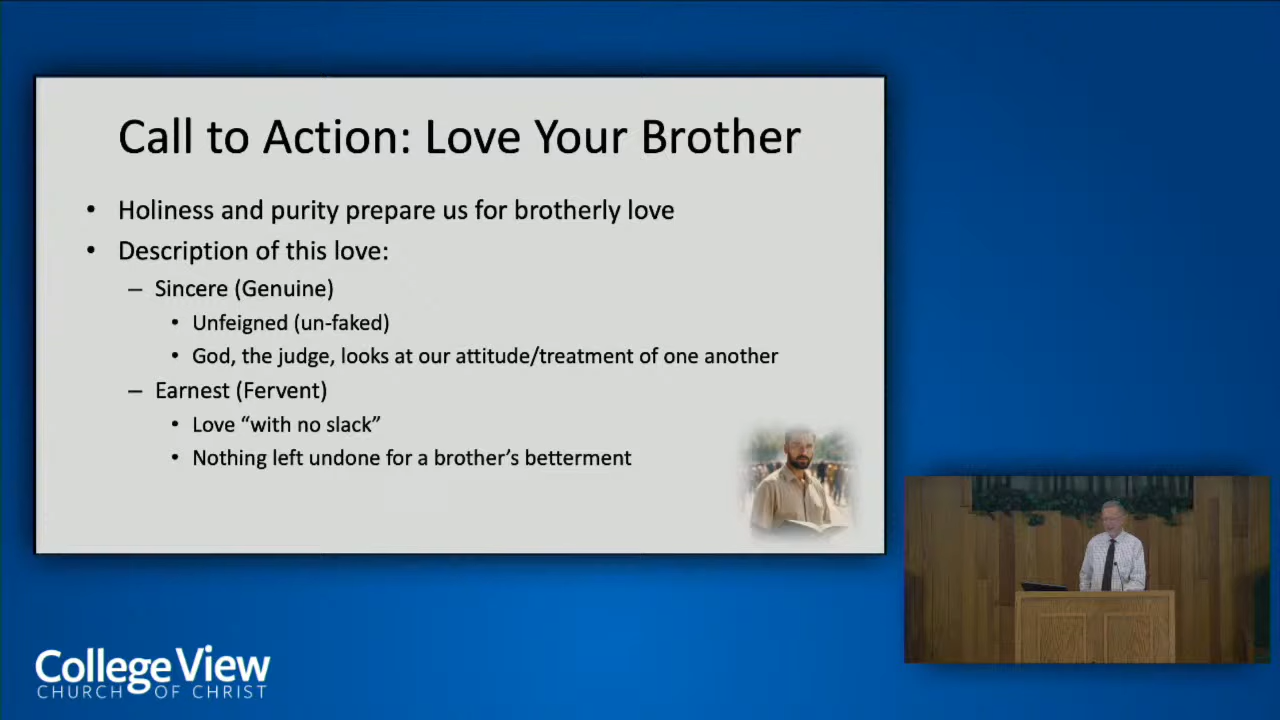 Call to Action: Love Your Brother
• Holiness and purity prepare us for brotherly love
• Description of this love:
– Sincere (Genuine)
• Unfeigned (un-faked)
• God, the judge, looks at our attitude/treatment of one another
– Earnest (Fervent)
• Love “with no slack”
• Nothing left undone for a brother’s betterment
College View
CHURCH OF CHRIST